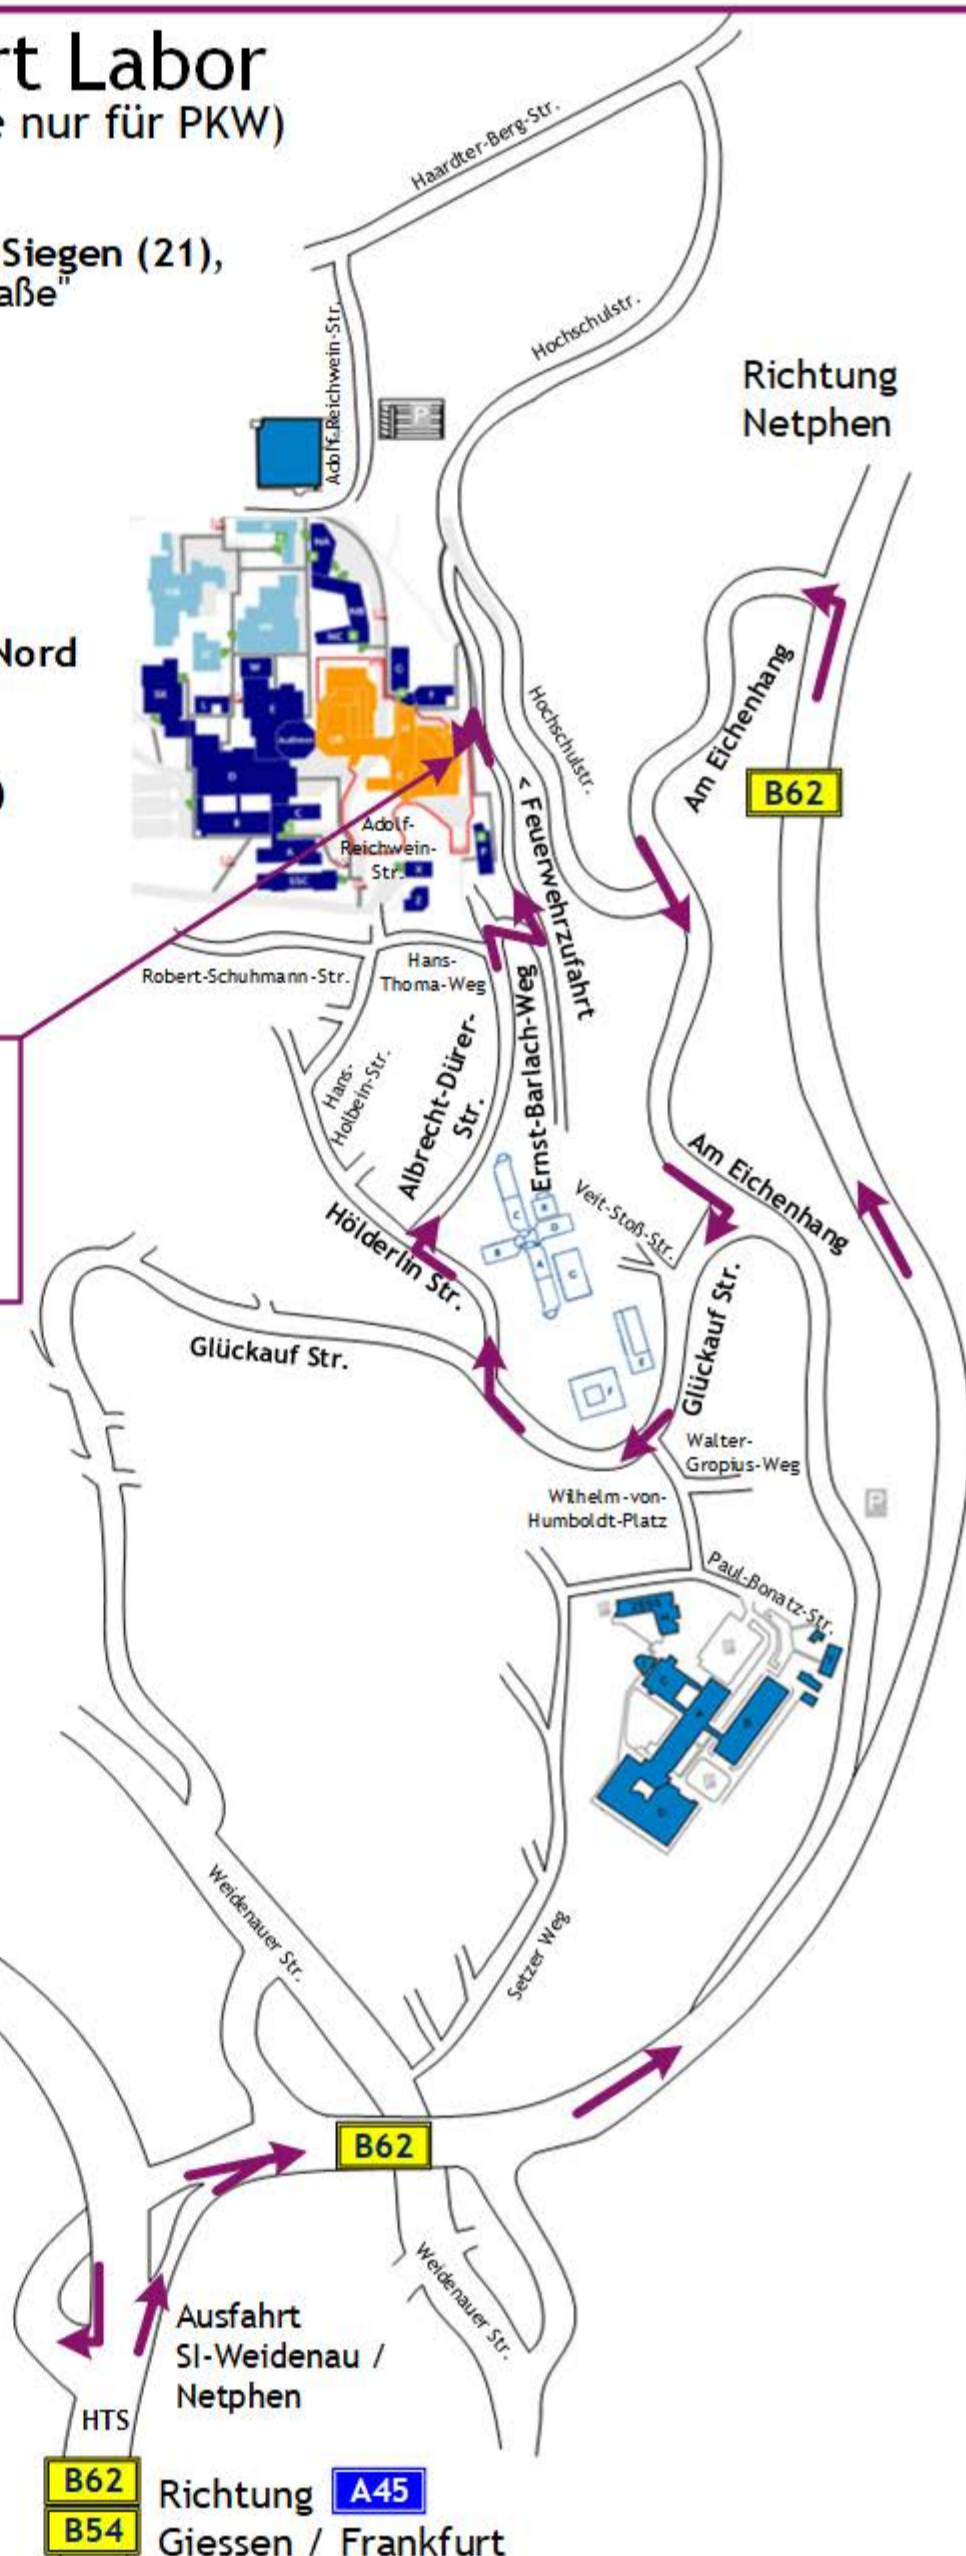 rt Labor
e nur für PKW)
Siegen (21),
aße"
Haardter-Berg-Str.
Adolf-Reichwein-Str.
P
Hochschulstr.
Richtung
Netphen
Nord
)
NA
NB
NC
Hochschulstr.
Am Eichenhang
B62
< Feuerwehrzufahrt
Adolf-
Reichwein-
Str.
Robert-Schuhmann-Str.
Hans-
Thoma-Weg
Ernst-Barlach-Weg
Albrecht-Dürer-
Str.
Hans-
Holbein-Str.
Am Eichenhang
Veit-Stoß-Str.
Hölderlin Str.
Glückauf Str.
Glückauf Str.
Walter-
Gropius-Weg
Wilhelm-von-
Humboldt-Platz
P
Paul-Bonatz-Str.
Weidenauer Str.
Setzer Weg
B62
Weidenauer Str.
Ausfahrt
SI-Weidenau /
Netphen
HTS
B62
Richtung A45
B54
Giessen / Frankfurt